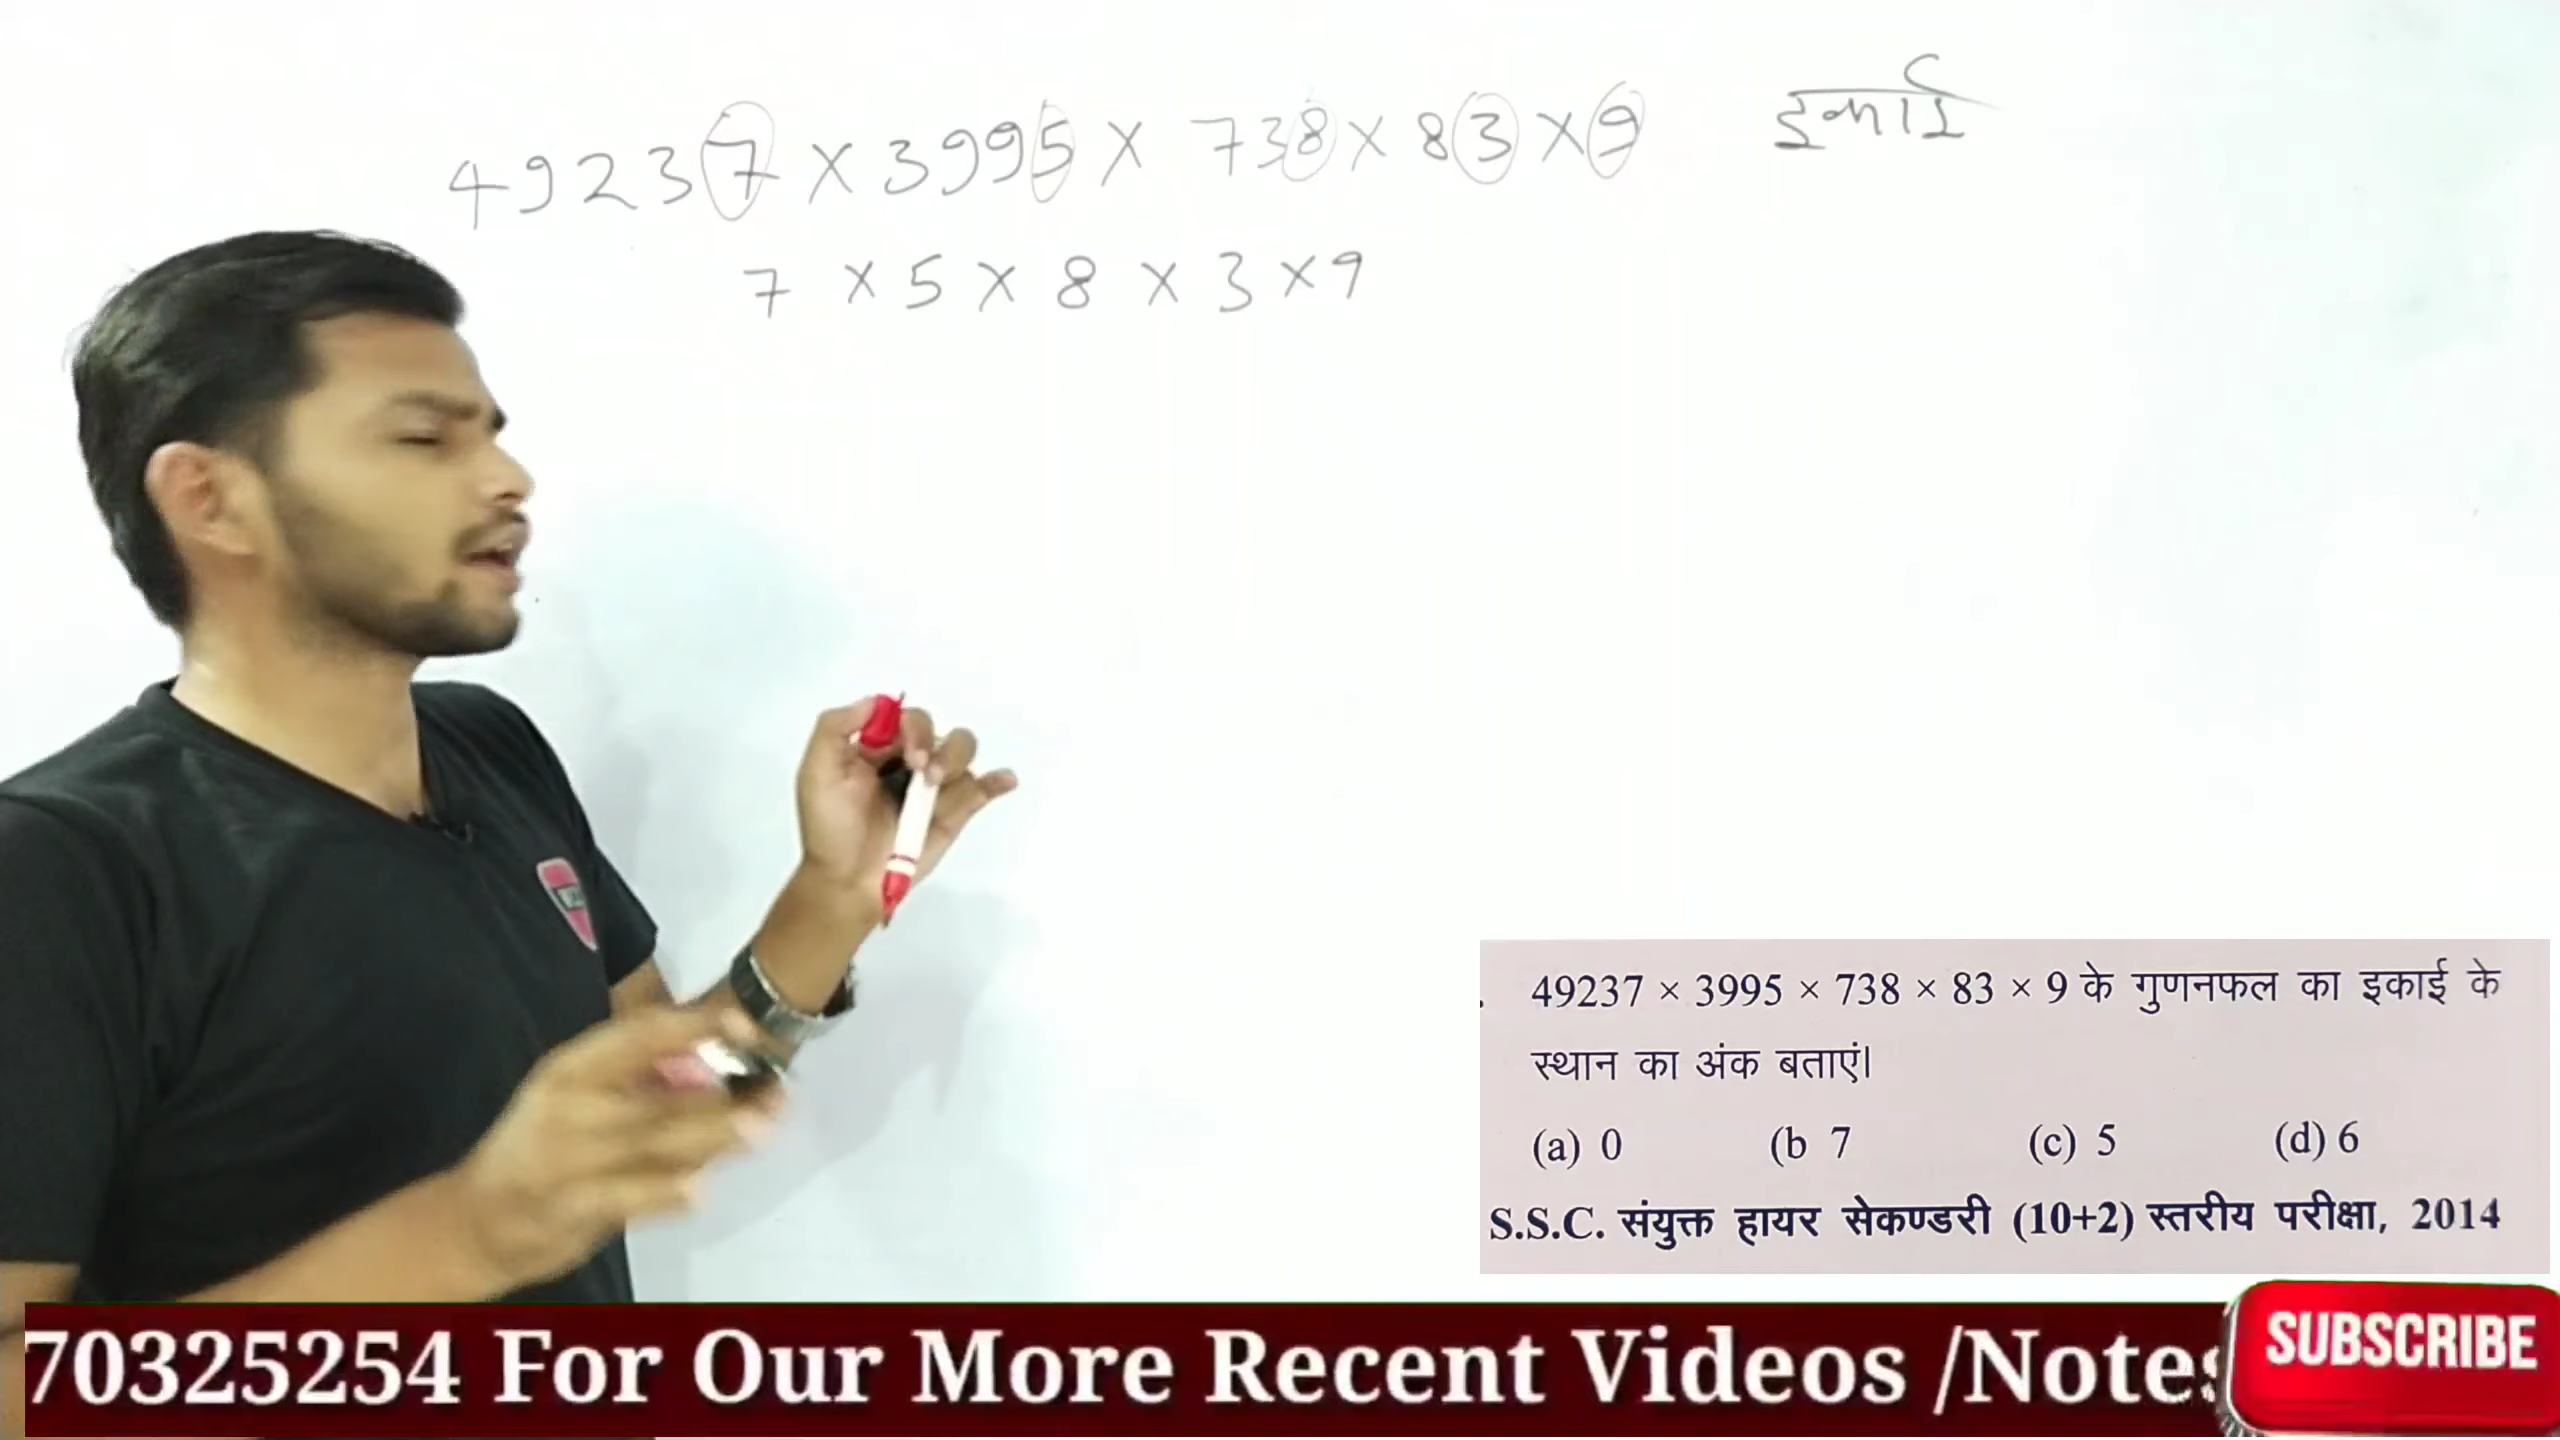 49237 × 3995 × 738 × 83 × 9 इकाई
7 × 5 × 8 × 3 × 9
49237 × 3995 × 738 × 83 × 9 के गुणनफल का इकाई के
स्थान का अंक बताएं।
(a) 0 (b 7 (c) 5 (d) 6
S.S.C. संयुक्त हायर सेकण्डरी (10+2) स्तरीय परीक्षा, 2014
70325254 For Our More Recent Videos /Notes
SUBSCRIBE